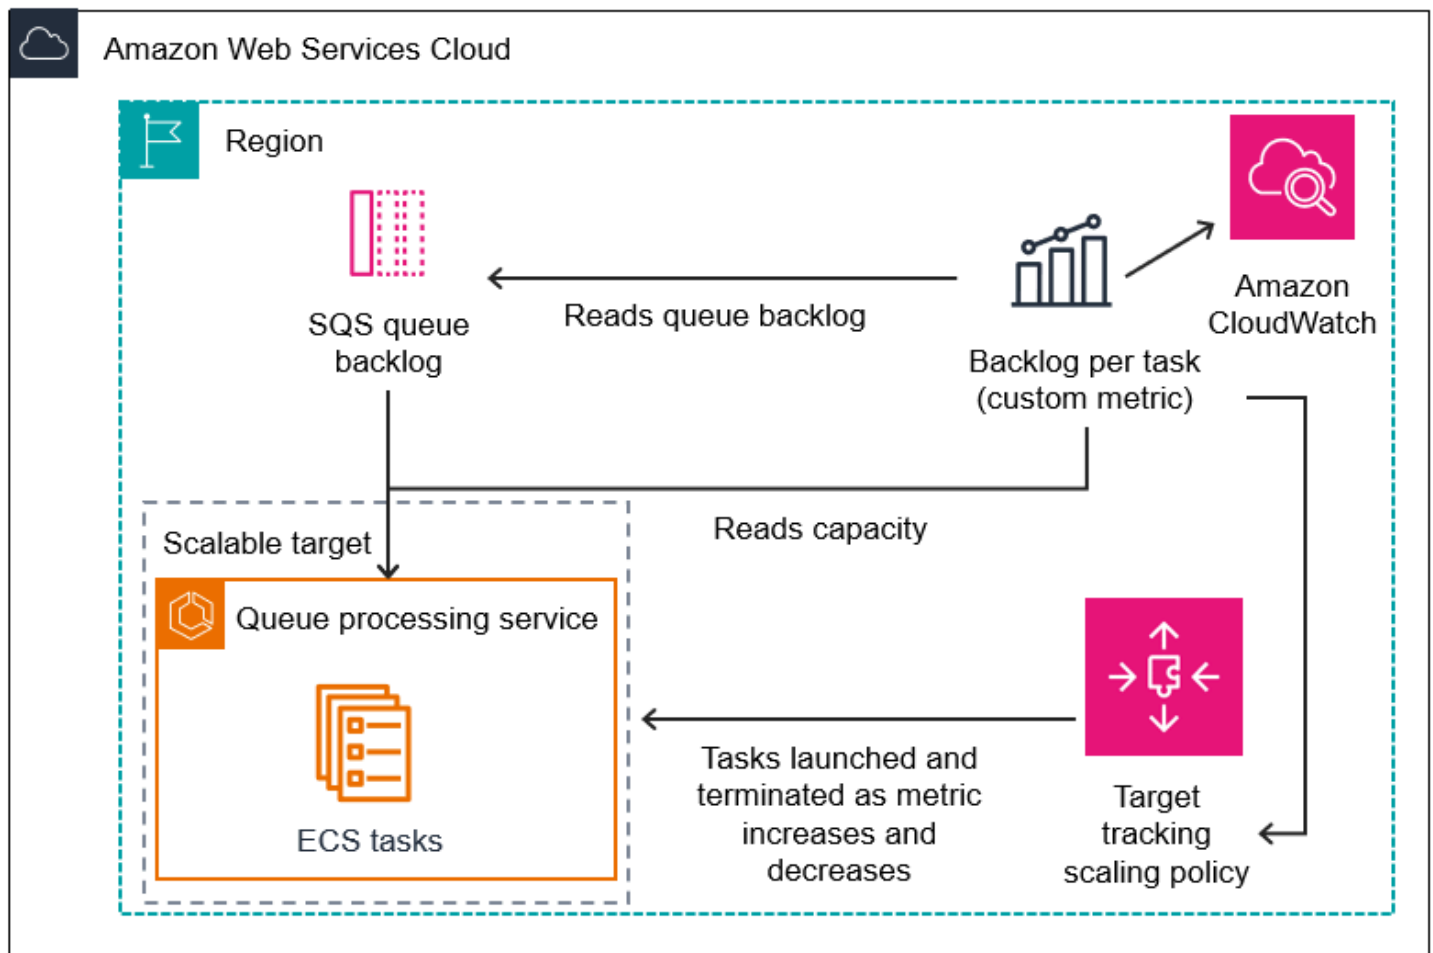 Amazon Web Services Cloud
Region
SQS queue
backlog
Reads queue backlog
Backlog per task
(custom metric)
Amazon
CloudWatch
Reads capacity
Scalable target
Queue processing service
ECS tasks
Tasks launched and
terminated as metric
increases and
decreases
Target
tracking
scaling policy